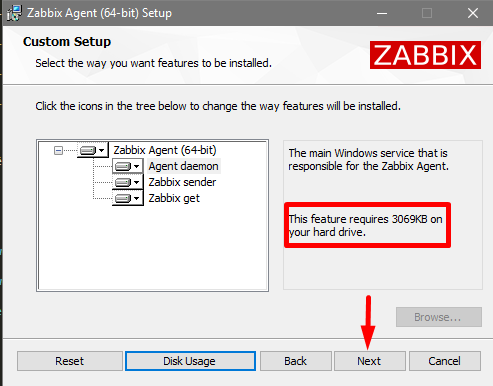 Zabbix Agent (64-bit) Setup
Custom Setup
Select the way you want features to be installed.
ZABBIX
Click the icons in the tree below to change the way features will be installed.
Zabbix Agent (64-bit)
Agent daemon
Zabbix sender
Zabbix get
The main Windows service that is
responsible for the Zabbix Agent.
This feature requires 3069KB on
your hard drive.
Browse...
Reset
Disk Usage
Back
Next
Cancel